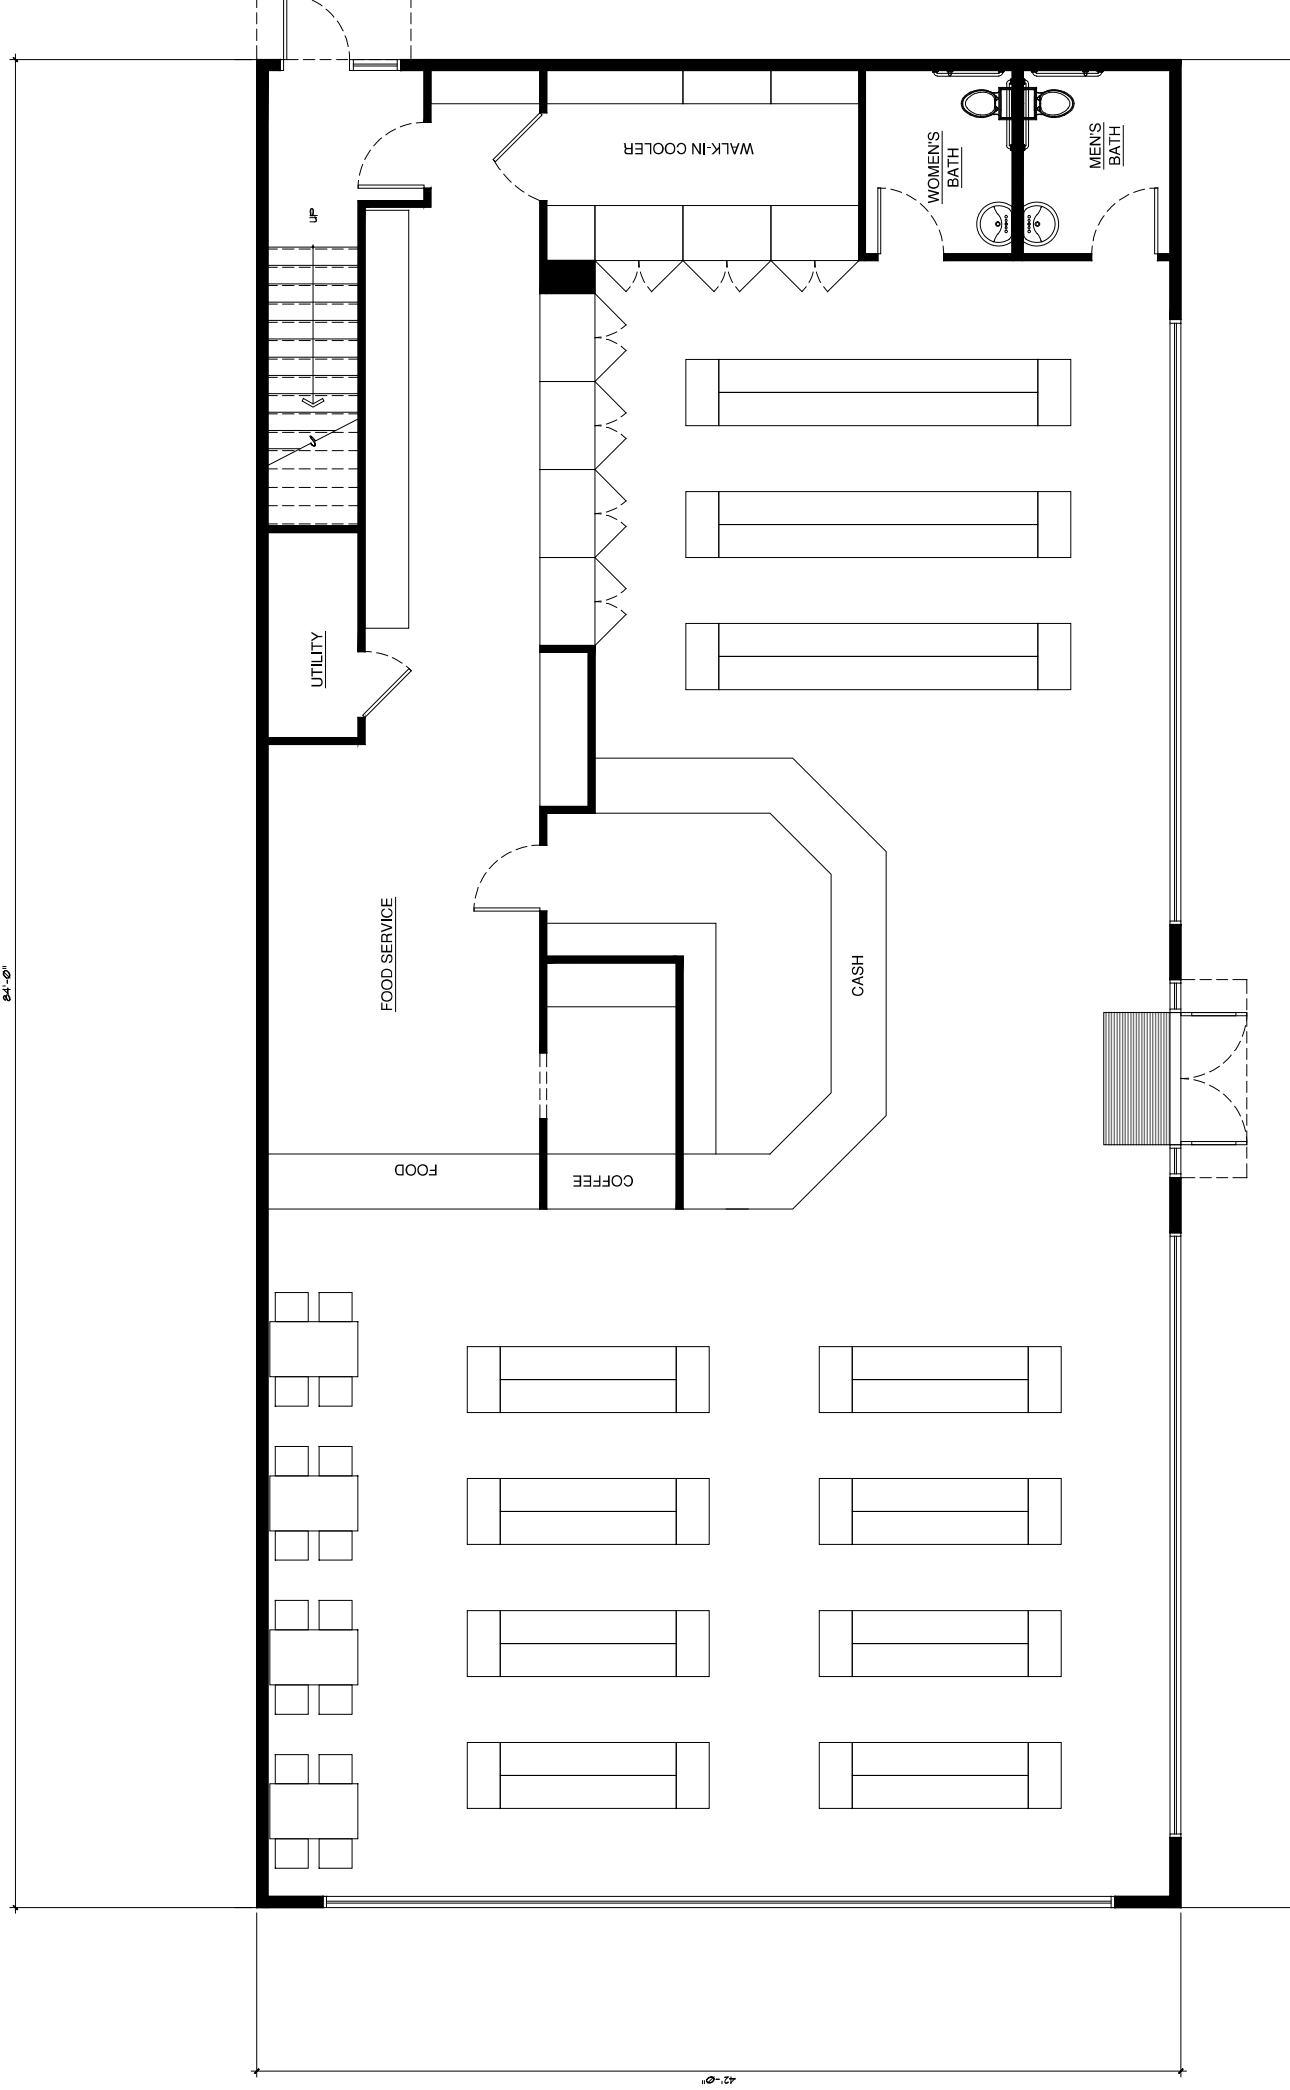 UP
WALK-IN COOLER
WOMEN'S
BATH
MEN'S
BATH
UTILITY
FOOD SERVICE
CASH
FOOD
COFFEE
84'-0"
42'-0"